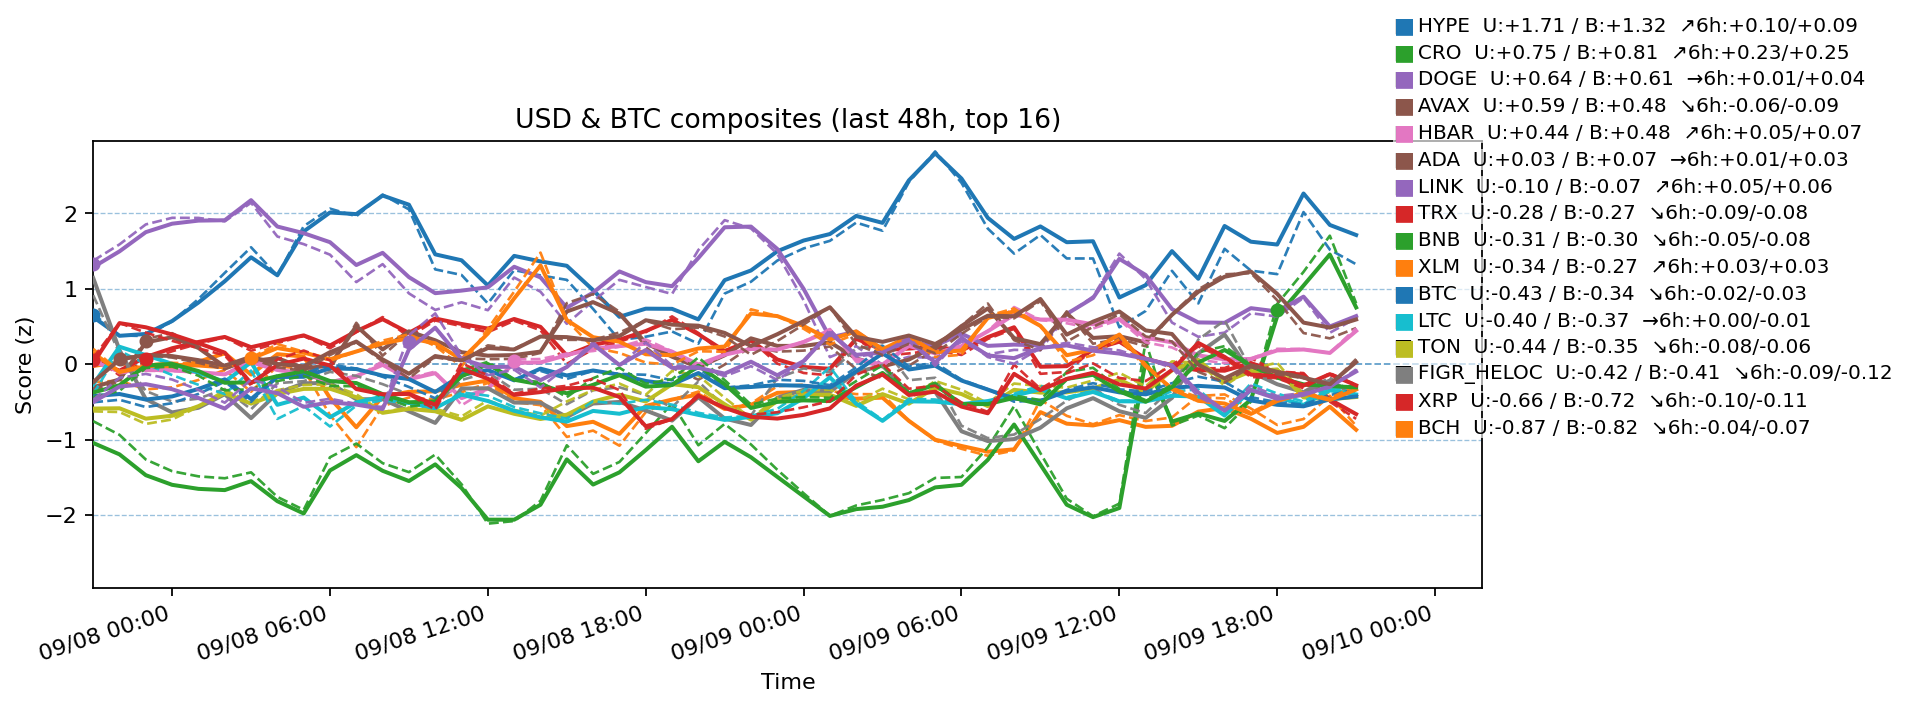 HYPE U:+1.71 / B:+1.32 ↗6h:+0.10/+0.09
CRO U:+0.75 / B:+0.81 ↗6h:+0.23/+0.25
DOGE U:+0.64 / B:+0.61 →6h:+0.01/+0.04
AVAX U:+0.59 / B:+0.48 ↘6h:-0.06/-0.09
HBAR U:+0.44 / B:+0.48 ↗6h:+0.05/+0.07
ADA U:+0.03 / B:+0.07 →6h:+0.01/+0.03
LINK U:-0.10 / B:-0.07 ↗6h:+0.05/+0.06
TRX U:-0.28 / B:-0.27 ↘6h:-0.09/-0.08
BNB U:-0.31 / B:-0.30 ↘6h:-0.05/-0.08
XLM U:-0.34 / B:-0.27 ↗6h:+0.03/+0.03
BTC U:-0.43 / B:-0.34 ↘6h:-0.02/-0.03
LTC U:-0.40 / B:-0.37 →6h:+0.00/-0.01
TON U:-0.44 / B:-0.35 ↘6h:-0.08/-0.06
FIGR_HELOC U:-0.42 / B:-0.41 ↘6h:-0.09/-0.12
XRP U:-0.66 / B:-0.72 ↘6h:-0.10/-0.11
BCH U:-0.87 / B:-0.82 ↘6h:-0.04/-0.07
USD & BTC composites (last 48h, top 16)
Score (z)
2
1
0
−1
−2
09/08 00:00
09/08 06:00
09/08 12:00
09/08 18:00
09/09 00:00
09/09 06:00
09/09 12:00
09/09 18:00
09/10 00:00
Time